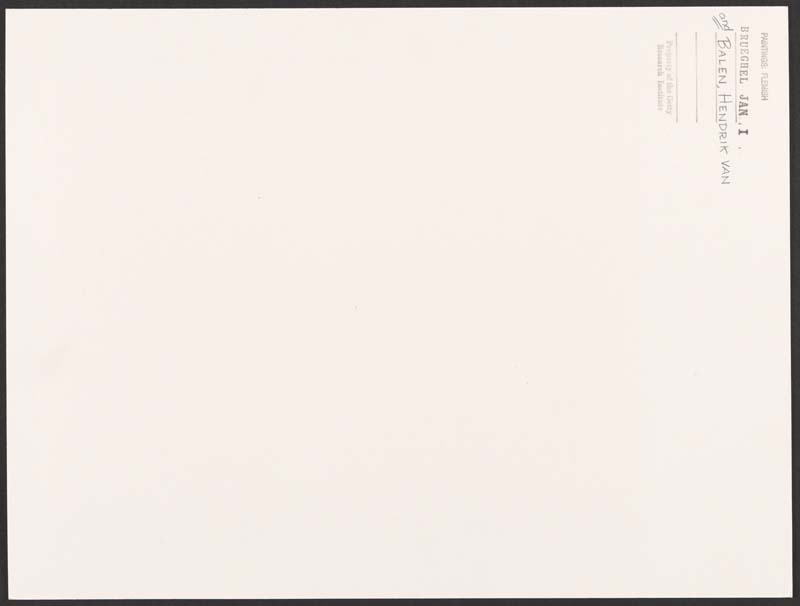 PAINTINGS: FLEMISH
BRUEGHEL, JAN, I.
and BALEN, HENDRIK VAN
Property of the Getty
Research Institute